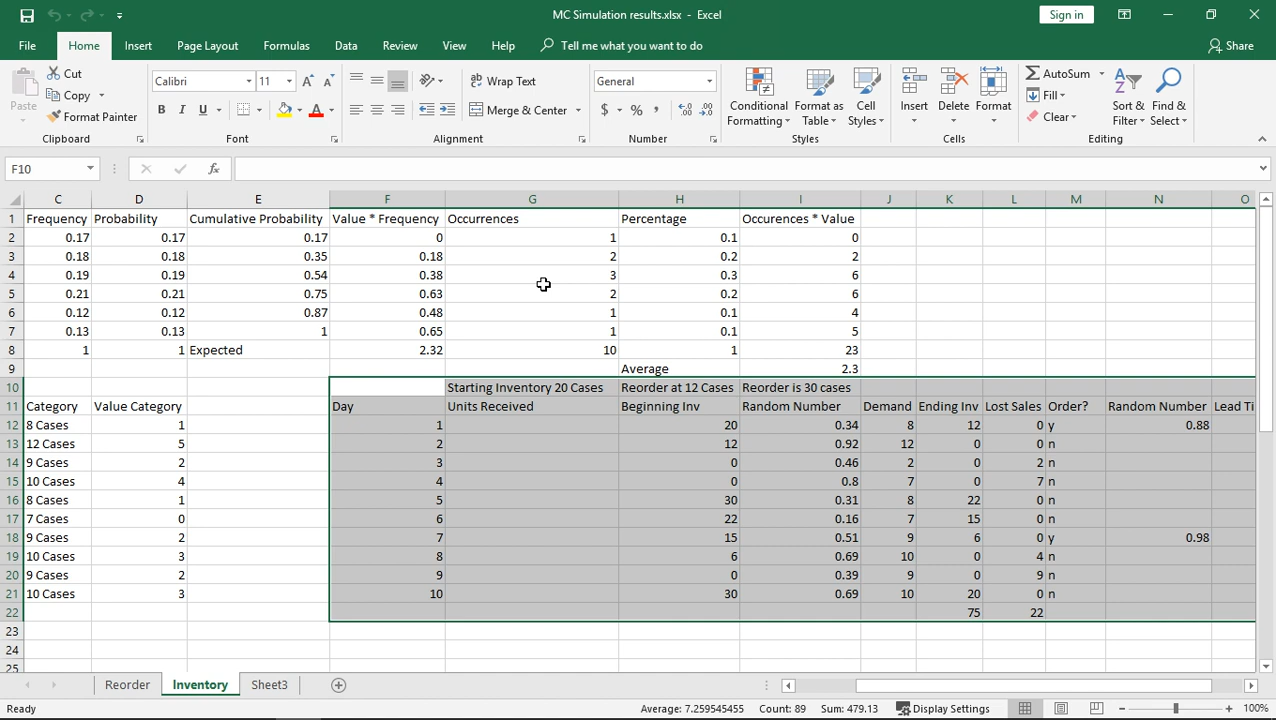 MC Simulation results.xlsx - Excel
Sign in
File Home Insert Page Layout Formulas Data Review View Help Tell me what you want to do Share
Paste Cut Copy Format Painter Clipboard
Calibri 11 B I U A Font
Wrap Text Merge & Center Alignment
General $ % , Number
Conditional Formatting Format as Table Cell Styles Styles
Insert Delete Format Cells
AutoSum Fill Clear Sort & Filter Find & Select Editing
F10 fx
C D E F G H I J K L M N O
1 Frequency Probability Cumulative Probability Value * Frequency Occurrences Percentage Occurences * Value
2 0.17 0.17 0.17 0 1 0.1 0
3 0.18 0.18 0.35 0.18 2 0.2 2
4 0.19 0.19 0.54 0.38 3 0.3 6
5 0.21 0.21 0.75 0.63 2 0.2 6
6 0.12 0.12 0.87 0.48 1 0.1 4
7 0.13 0.13 1 0.65 1 0.1 5
8 1 1 Expected 2.32 10 1 23
9 Average 2.3
10 Starting Inventory 20 Cases Reorder at 12 Cases Reorder is 30 cases
11 Category Value Category Day Units Received Beginning Inv Random Number Demand Ending Inv Lost Sales Order? Random Number Lead Ti
12 8 Cases 1 1 20 0.34 8 12 0 y 0.88
13 12 Cases 5 2 12 0.92 12 0 0 n
14 9 Cases 2 3 0 0.46 2 0 2 n
15 10 Cases 4 4 0 0.8 7 0 7 n
16 8 Cases 1 5 30 0.31 8 22 0 n
17 7 Cases 0 6 22 0.16 7 15 0 n
18 9 Cases 2 7 15 0.51 9 6 0 y 0.98
19 10 Cases 3 8 6 0.69 10 0 4 n
20 9 Cases 2 9 0 0.39 9 0 9 n
21 10 Cases 3 10 30 0.69 10 20 0 n
22 75 22
23
24
25
Reorder Inventory Sheet3
Ready Average: 7.259545455 Count: 89 Sum: 479.13 Display Settings 100%